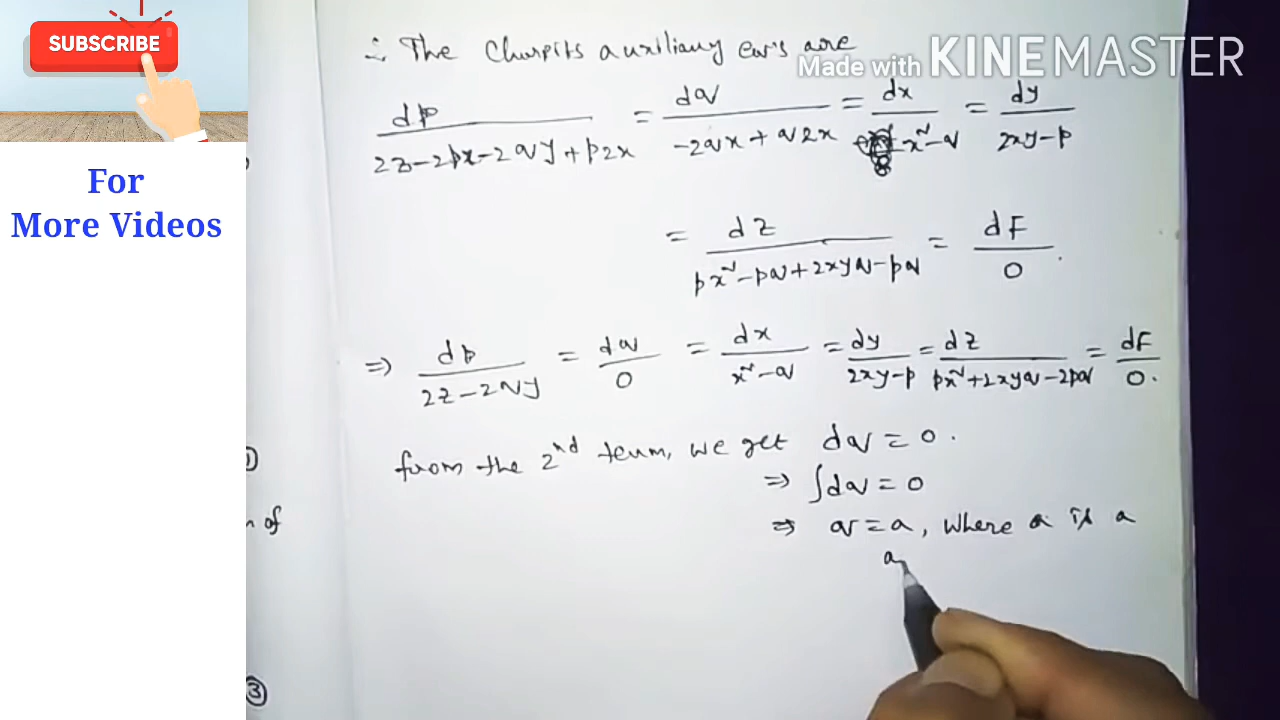 SUBSCRIBE
For
More Videos
Made with KINEMASTER
∴ The Charpits auxiliary eqr's are
dp/(2z-2px-2qy+p2x) = dq/(-2qx+q2x) = dx/(x²-q) = dy/(2xy-p)
= dz/(px²-pq+2xyq-pq) = dF/0.
⇒ dp/(2z-2qy) = dq/0 = dx/(x²-q) = dy/(2xy-p) = dz/(px²+2xyq-2pq) = dF/0.
from the 2nd term, we get dq = 0.
⇒ ∫dq = 0
⇒ q = a, where a is a
n of
3